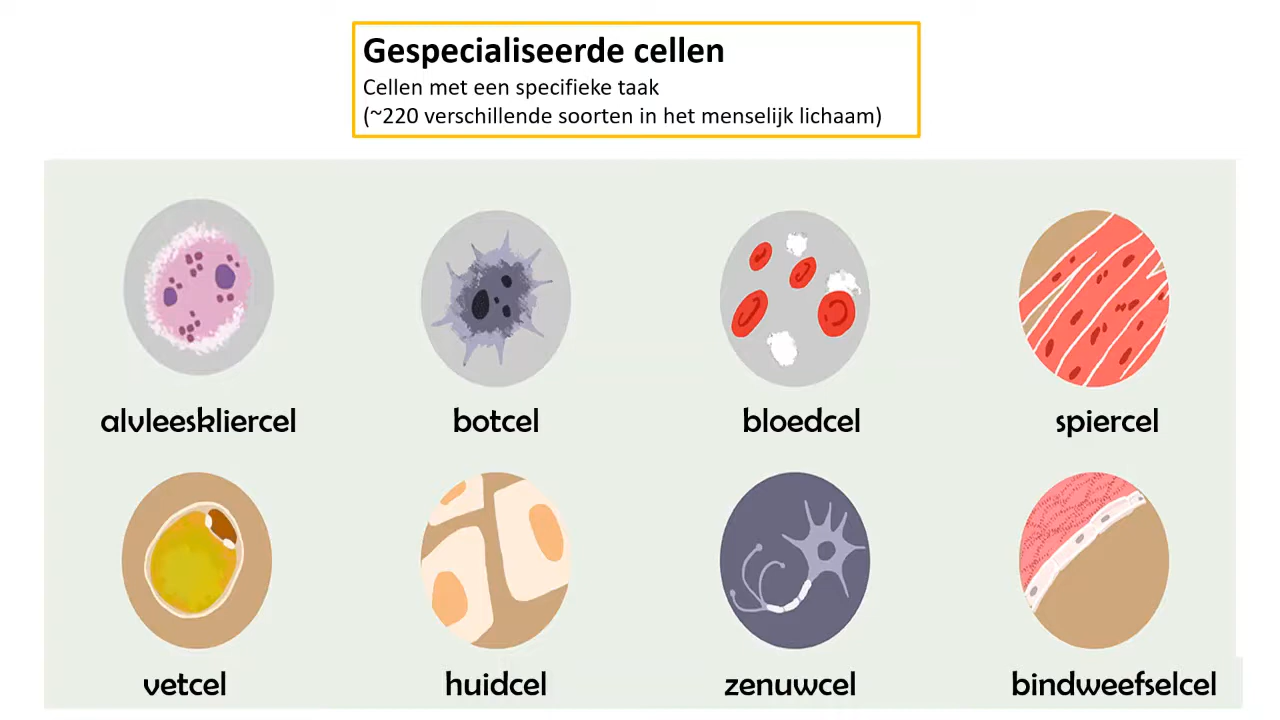 Gespecialiseerde cellen
Cellen met een specifieke taak
(~220 verschillende soorten in het menselijk lichaam)
alvleeskliercel
botcel
bloedcel
spiercel
vetcel
huidcel
zenuwcel
bindweefselcel